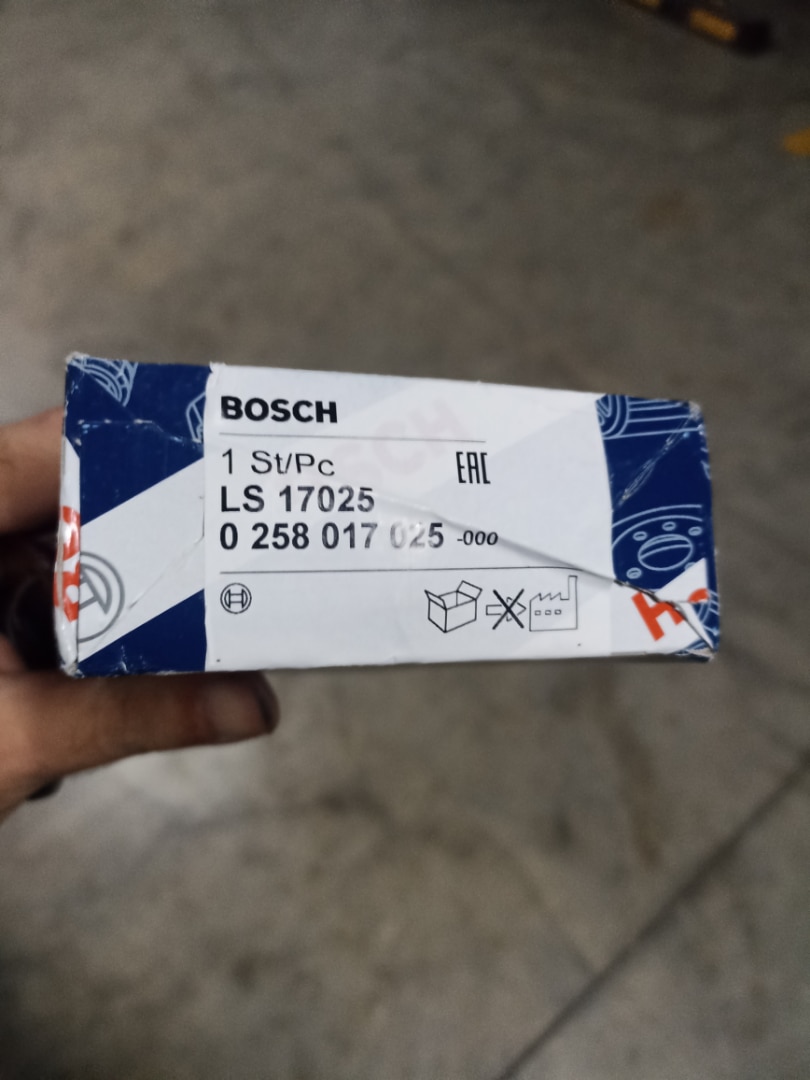 BOSCH
1 St/Pc
EAC
LS 17025
0 258 017 025 -000